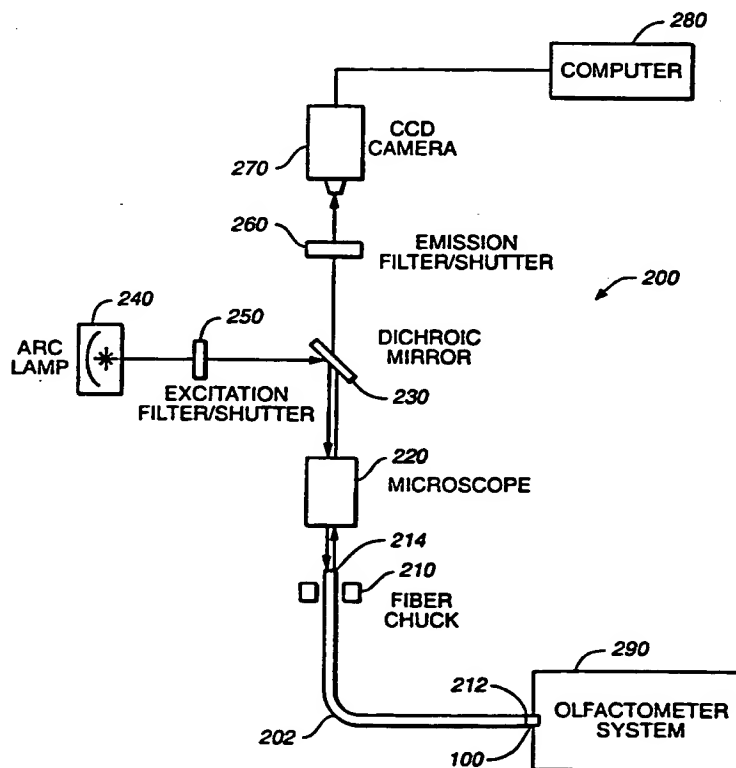 280
COMPUTER
CCD
CAMERA
270
260
EMISSION
FILTER/SHUTTER
200
240
250
ARC
LAMP
DICHROIC
MIRROR
EXCITATION
FILTER/SHUTTER
230
220
MICROSCOPE
214
210
FIBER
CHUCK
290
212
OLFACTOMETER
SYSTEM
202
100